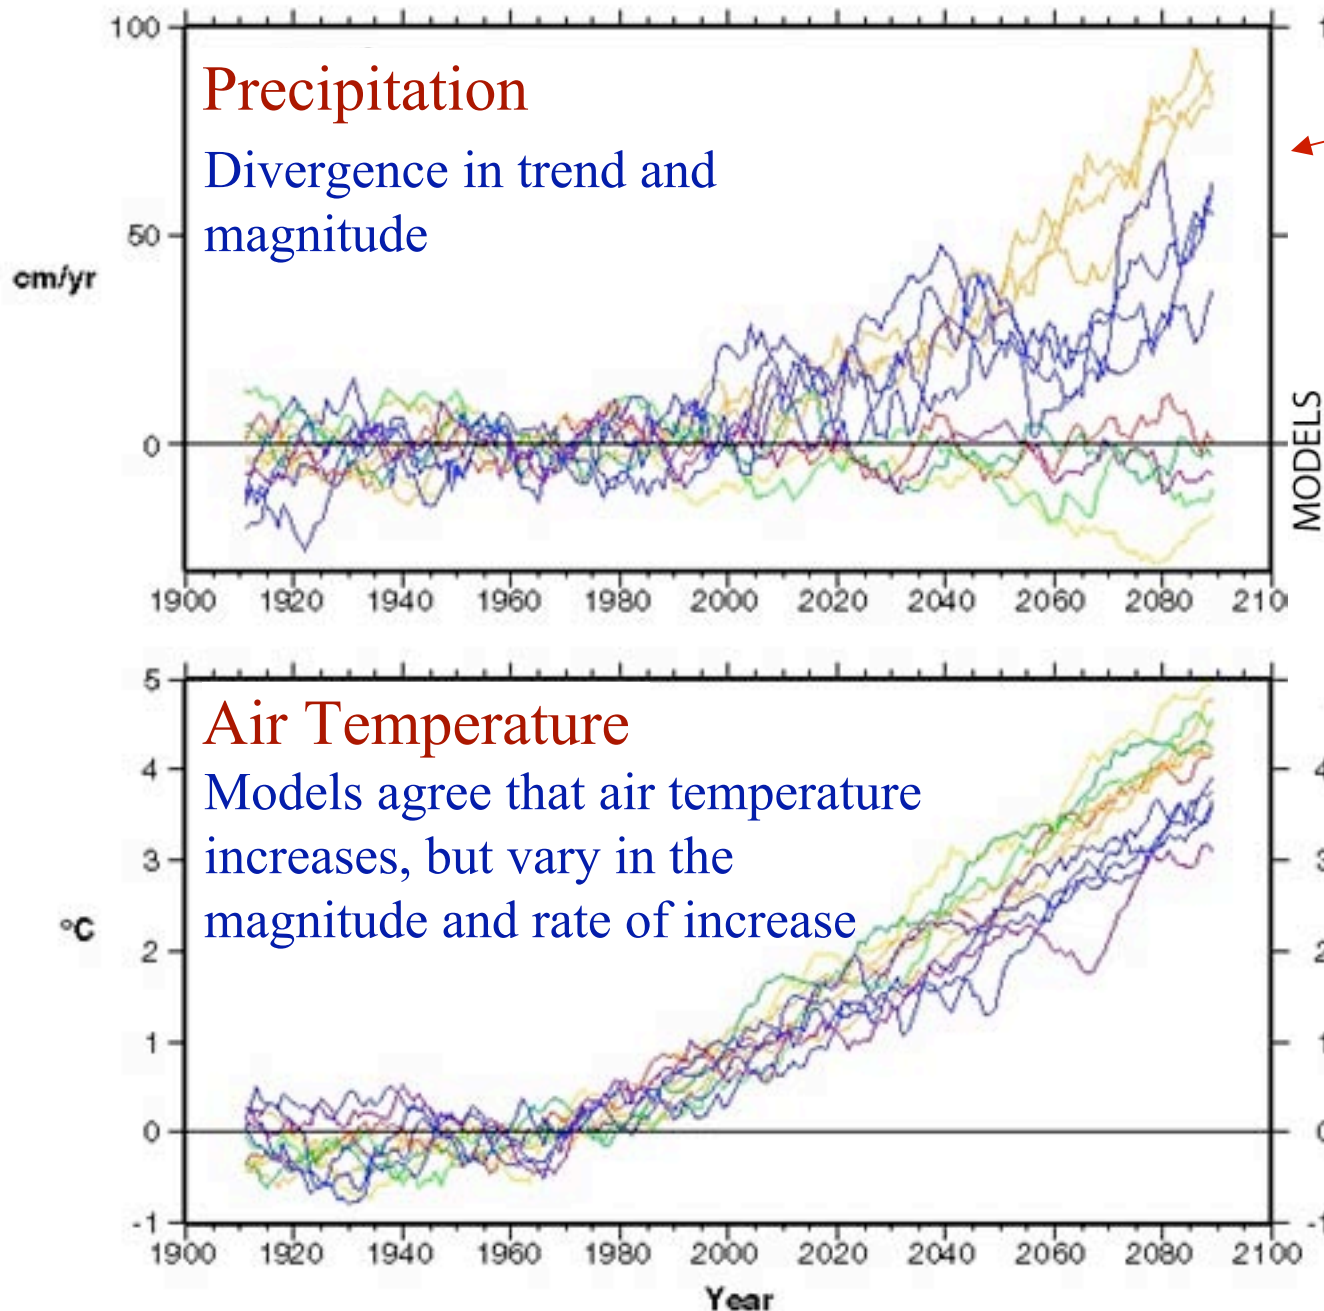 100
Precipitation
Divergence in trend and
magnitude
50
cm/yr
0
MODELS
1900 1920 1940 1960 1980 2000 2020 2040 2060 2080 210
5
Air Temperature
4
Models agree that air temperature
increases, but vary in the
3
magnitude and rate of increase
°C
2
1
0
-1
1900 1920 1940 1960 1980 2000 2020 2040 2060 2080 2100
Year